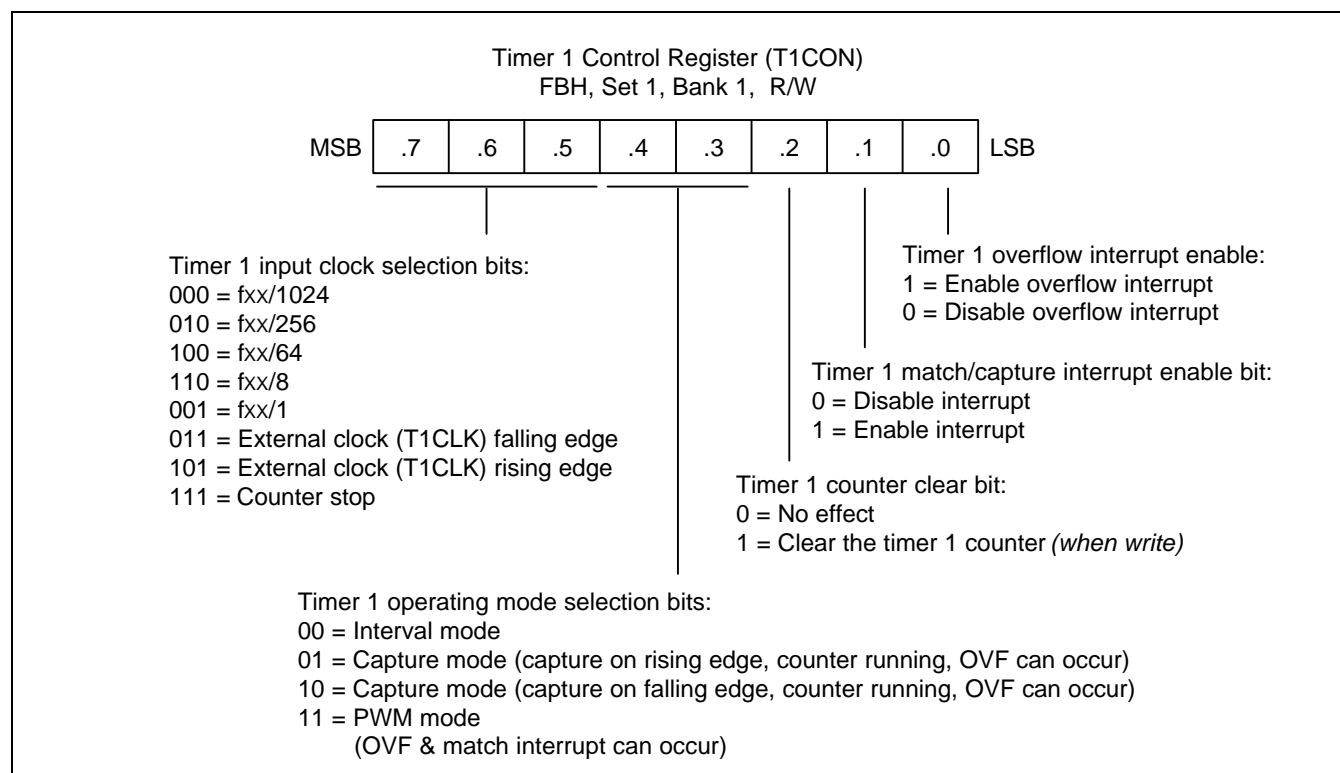 Timer 1 Control Register (T1CON)
FBH, Set 1, Bank 1, R/W
MSB .7 .6 .5 .4 .3 .2 .1 .0 LSB
Timer 1 overflow interrupt enable:
1 = Enable overflow interrupt
0 = Disable overflow interrupt
Timer 1 input clock selection bits:
000 = fxx/1024
010 = fxx/256
100 = fxx/64
110 = fxx/8
001 = fxx/1
011 = External clock (T1CLK) falling edge
101 = External clock (T1CLK) rising edge
111 = Counter stop
Timer 1 match/capture interrupt enable bit:
0 = Disable interrupt
1 = Enable interrupt
Timer 1 counter clear bit:
0 = No effect
1 = Clear the timer 1 counter (when write)
Timer 1 operating mode selection bits:
00 = Interval mode
01 = Capture mode (capture on rising edge, counter running, OVF can occur)
10 = Capture mode (capture on falling edge, counter running, OVF can occur)
11 = PWM mode
(OVF & match interrupt can occur)